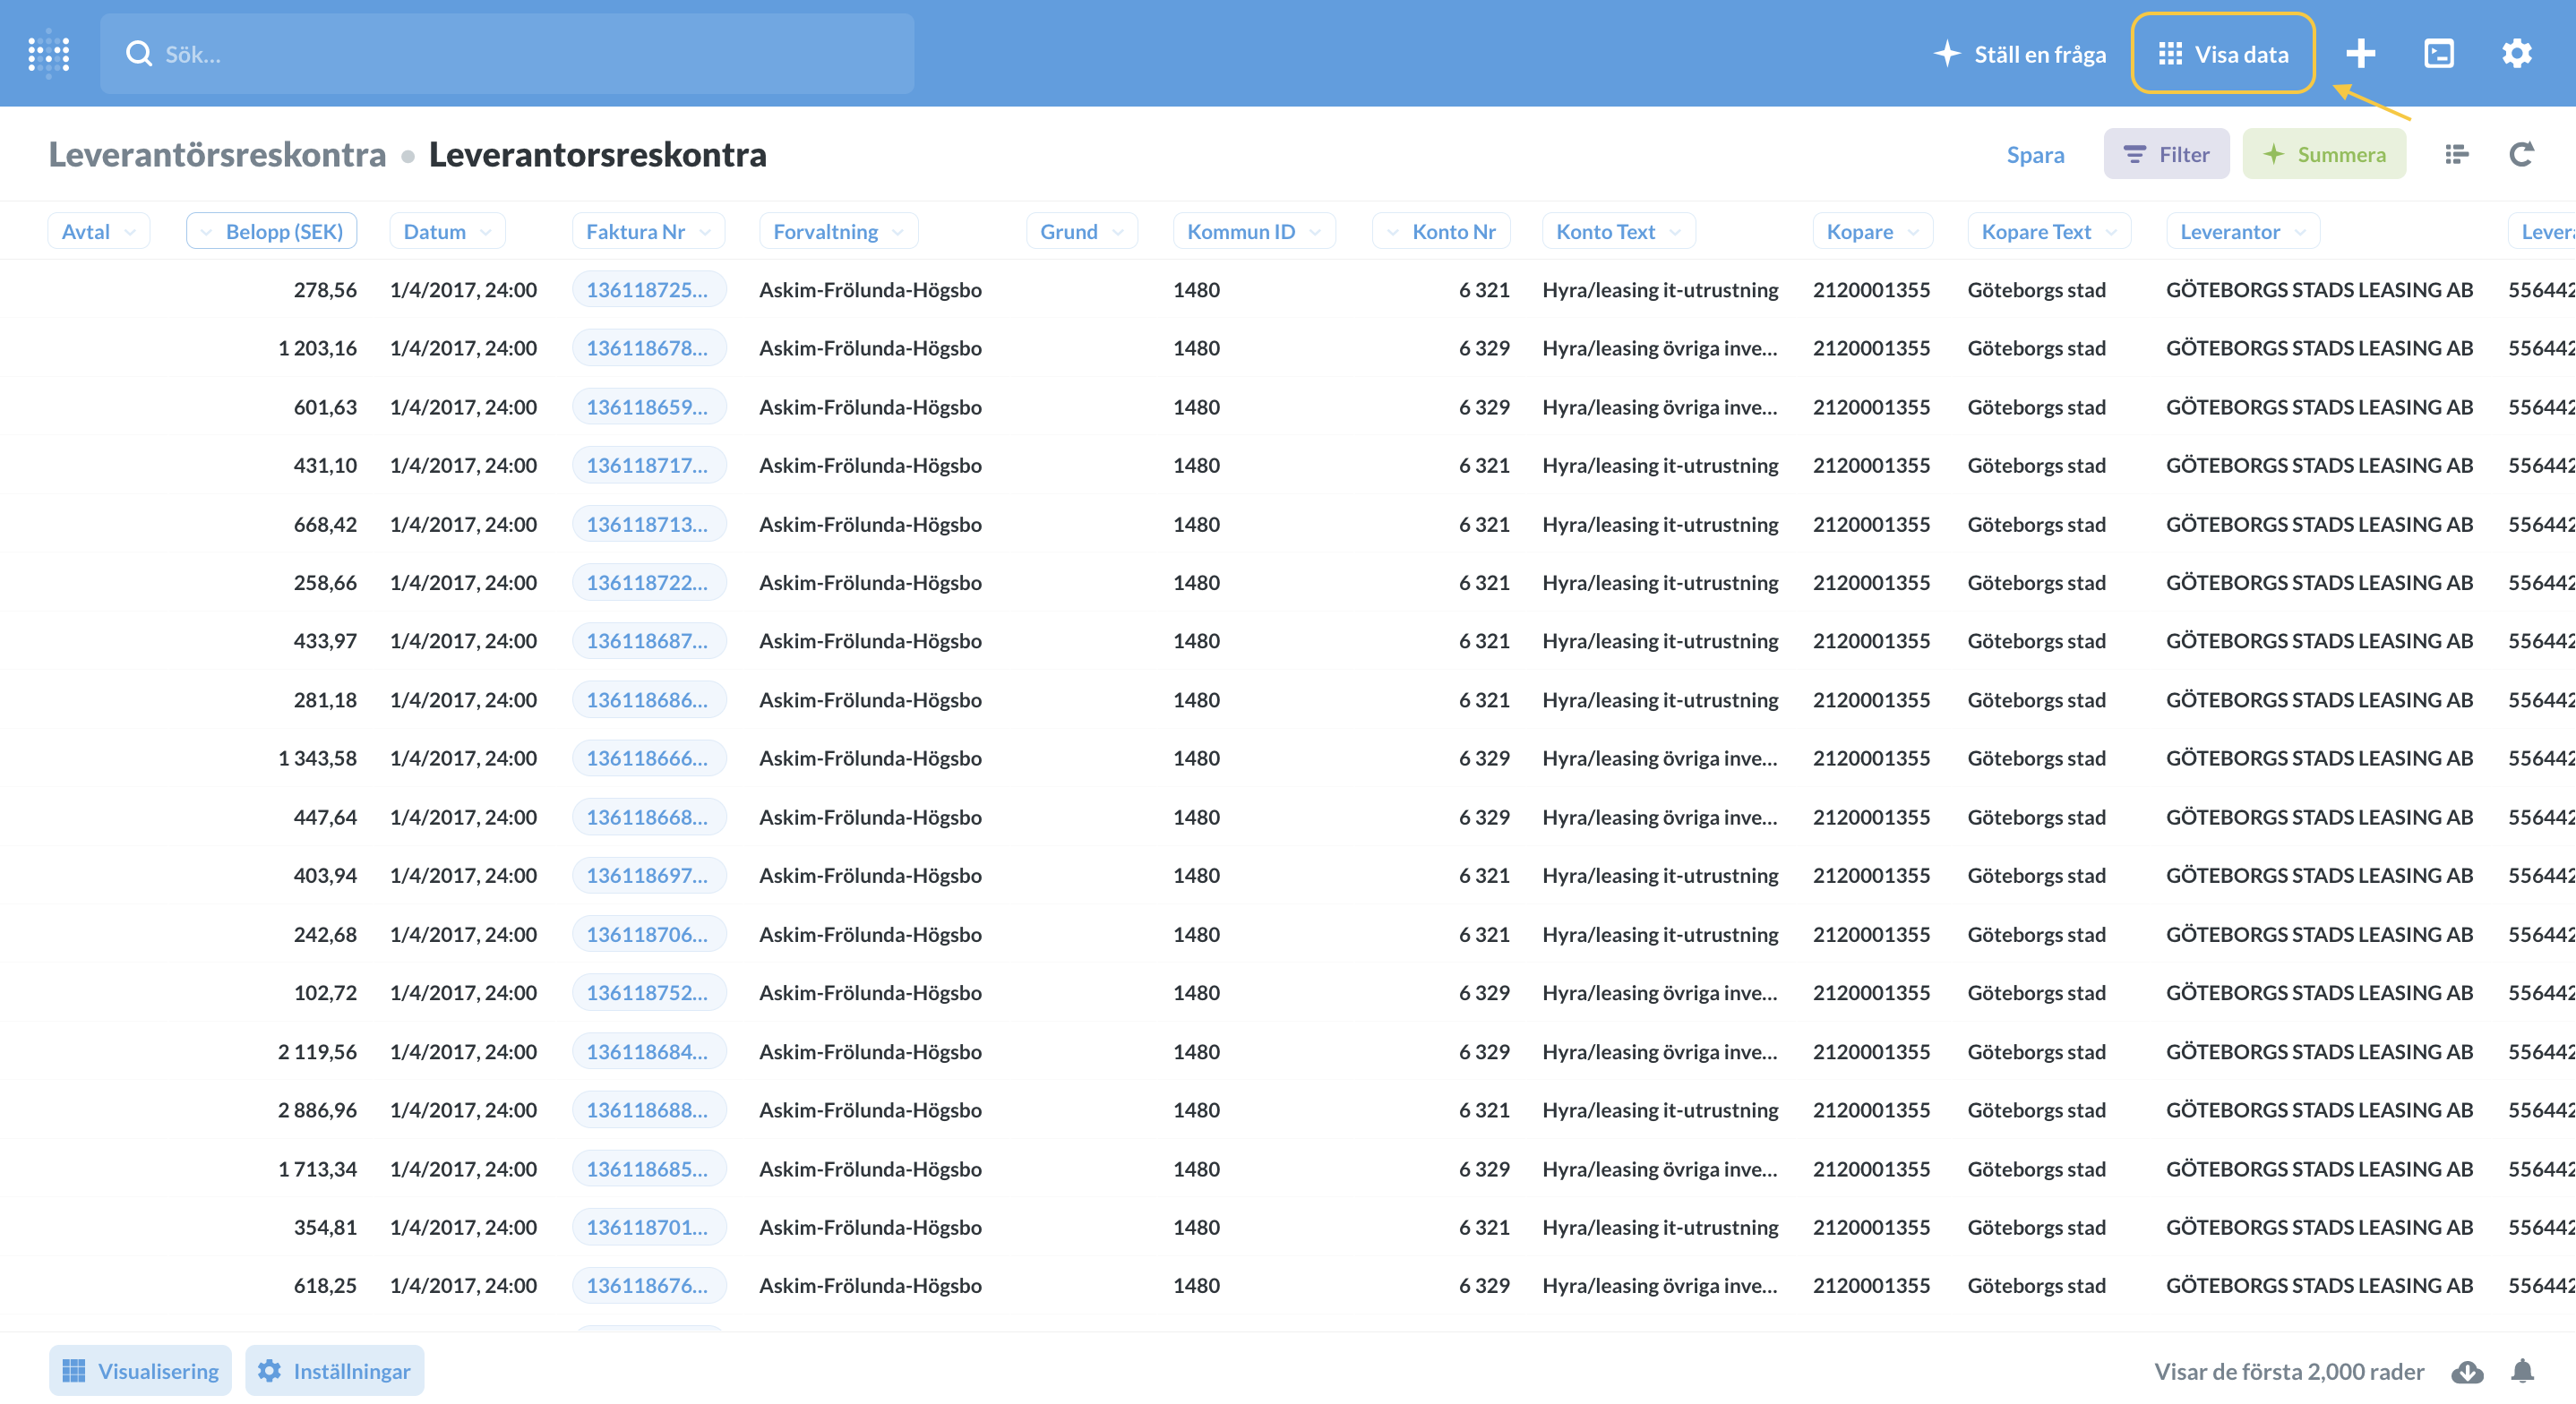 Sök...
Ställ en fråga
Visa data
Leverantörsreskontra • Leverantorsreskontra
Spara
Filter
Summera
Avtal Belopp (SEK) Datum Faktura Nr Forvaltning Grund Kommun ID Konto Nr Konto Text Kopare Kopare Text Leverantor Levera
278,56 1/4/2017, 24:00 136118725... Askim-Frölunda-Högsbo 1480 6 321 Hyra/leasing it-utrustning 2120001355 Göteborgs stad GÖTEBORGS STADS LEASING AB 556442
1 203,16 1/4/2017, 24:00 136118678... Askim-Frölunda-Högsbo 1480 6 329 Hyra/leasing övriga inve... 2120001355 Göteborgs stad GÖTEBORGS STADS LEASING AB 556442
601,63 1/4/2017, 24:00 136118659... Askim-Frölunda-Högsbo 1480 6 329 Hyra/leasing övriga inve... 2120001355 Göteborgs stad GÖTEBORGS STADS LEASING AB 556442
431,10 1/4/2017, 24:00 136118717... Askim-Frölunda-Högsbo 1480 6 321 Hyra/leasing it-utrustning 2120001355 Göteborgs stad GÖTEBORGS STADS LEASING AB 556442
668,42 1/4/2017, 24:00 136118713... Askim-Frölunda-Högsbo 1480 6 321 Hyra/leasing it-utrustning 2120001355 Göteborgs stad GÖTEBORGS STADS LEASING AB 556442
258,66 1/4/2017, 24:00 136118722... Askim-Frölunda-Högsbo 1480 6 321 Hyra/leasing it-utrustning 2120001355 Göteborgs stad GÖTEBORGS STADS LEASING AB 556442
433,97 1/4/2017, 24:00 136118687... Askim-Frölunda-Högsbo 1480 6 321 Hyra/leasing it-utrustning 2120001355 Göteborgs stad GÖTEBORGS STADS LEASING AB 556442
281,18 1/4/2017, 24:00 136118686... Askim-Frölunda-Högsbo 1480 6 321 Hyra/leasing it-utrustning 2120001355 Göteborgs stad GÖTEBORGS STADS LEASING AB 556442
1 343,58 1/4/2017, 24:00 136118666... Askim-Frölunda-Högsbo 1480 6 329 Hyra/leasing övriga inve... 2120001355 Göteborgs stad GÖTEBORGS STADS LEASING AB 556442
447,64 1/4/2017, 24:00 136118668... Askim-Frölunda-Högsbo 1480 6 329 Hyra/leasing övriga inve... 2120001355 Göteborgs stad GÖTEBORGS STADS LEASING AB 556442
403,94 1/4/2017, 24:00 136118697... Askim-Frölunda-Högsbo 1480 6 321 Hyra/leasing it-utrustning 2120001355 Göteborgs stad GÖTEBORGS STADS LEASING AB 556442
242,68 1/4/2017, 24:00 136118706... Askim-Frölunda-Högsbo 1480 6 321 Hyra/leasing it-utrustning 2120001355 Göteborgs stad GÖTEBORGS STADS LEASING AB 556442
102,72 1/4/2017, 24:00 136118752... Askim-Frölunda-Högsbo 1480 6 329 Hyra/leasing övriga inve... 2120001355 Göteborgs stad GÖTEBORGS STADS LEASING AB 556442
2 119,56 1/4/2017, 24:00 136118684... Askim-Frölunda-Högsbo 1480 6 329 Hyra/leasing övriga inve... 2120001355 Göteborgs stad GÖTEBORGS STADS LEASING AB 556442
2 886,96 1/4/2017, 24:00 136118688... Askim-Frölunda-Högsbo 1480 6 321 Hyra/leasing it-utrustning 2120001355 Göteborgs stad GÖTEBORGS STADS LEASING AB 556442
1 713,34 1/4/2017, 24:00 136118685... Askim-Frölunda-Högsbo 1480 6 329 Hyra/leasing övriga inve... 2120001355 Göteborgs stad GÖTEBORGS STADS LEASING AB 556442
354,81 1/4/2017, 24:00 136118701... Askim-Frölunda-Högsbo 1480 6 321 Hyra/leasing it-utrustning 2120001355 Göteborgs stad GÖTEBORGS STADS LEASING AB 556442
618,25 1/4/2017, 24:00 136118676... Askim-Frölunda-Högsbo 1480 6 329 Hyra/leasing övriga inve... 2120001355 Göteborgs stad GÖTEBORGS STADS LEASING AB 556442
Visualisering
Inställningar
Visar de första 2,000 rader